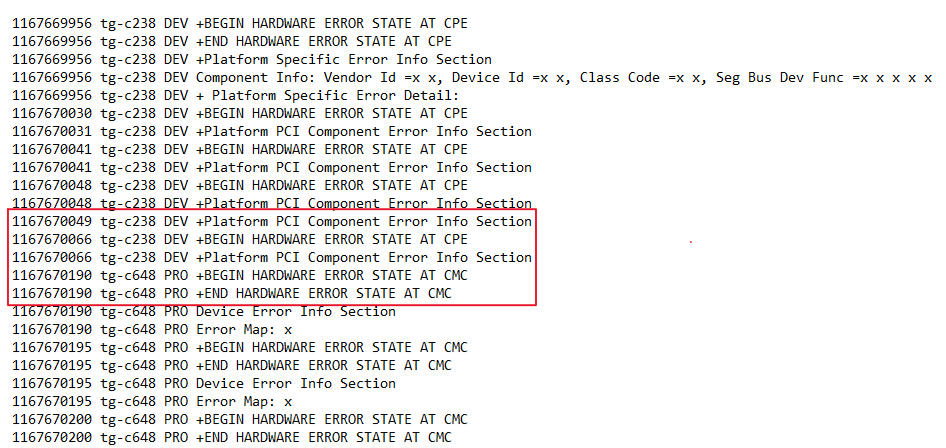 1167669956 tg-c238 DEV +BEGIN HARDWARE ERROR STATE AT CPE
1167669956 tg-c238 DEV +END HARDWARE ERROR STATE AT CPE
1167669956 tg-c238 DEV +Platform Specific Error Info Section
1167669956 tg-c238 DEV Component Info: Vendor Id =x x, Device Id =x x, Class Code =x x, Seg Bus Dev Func =x x x x x
1167669956 tg-c238 DEV + Platform Specific Error Detail:
1167670030 tg-c238 DEV +BEGIN HARDWARE ERROR STATE AT CPE
1167670031 tg-c238 DEV +Platform PCI Component Error Info Section
1167670041 tg-c238 DEV +BEGIN HARDWARE ERROR STATE AT CPE
1167670041 tg-c238 DEV +Platform PCI Component Error Info Section
1167670048 tg-c238 DEV +BEGIN HARDWARE ERROR STATE AT CPE
1167670048 tg-c238 DEV +Platform PCI Component Error Info Section
1167670049 tg-c238 DEV +Platform PCI Component Error Info Section
1167670066 tg-c238 DEV +BEGIN HARDWARE ERROR STATE AT CPE
1167670066 tg-c238 DEV +Platform PCI Component Error Info Section
1167670190 tg-c648 PRO +BEGIN HARDWARE ERROR STATE AT CMC
1167670190 tg-c648 PRO +END HARDWARE ERROR STATE AT CMC
1167670190 tg-c648 PRO Device Error Info Section
1167670190 tg-c648 PRO Error Map: x
1167670195 tg-c648 PRO +BEGIN HARDWARE ERROR STATE AT CMC
1167670195 tg-c648 PRO +END HARDWARE ERROR STATE AT CMC
1167670195 tg-c648 PRO Device Error Info Section
1167670195 tg-c648 PRO Error Map: x
1167670200 tg-c648 PRO +BEGIN HARDWARE ERROR STATE AT CMC
1167670200 tg-c648 PRO +END HARDWARE ERROR STATE AT CMC